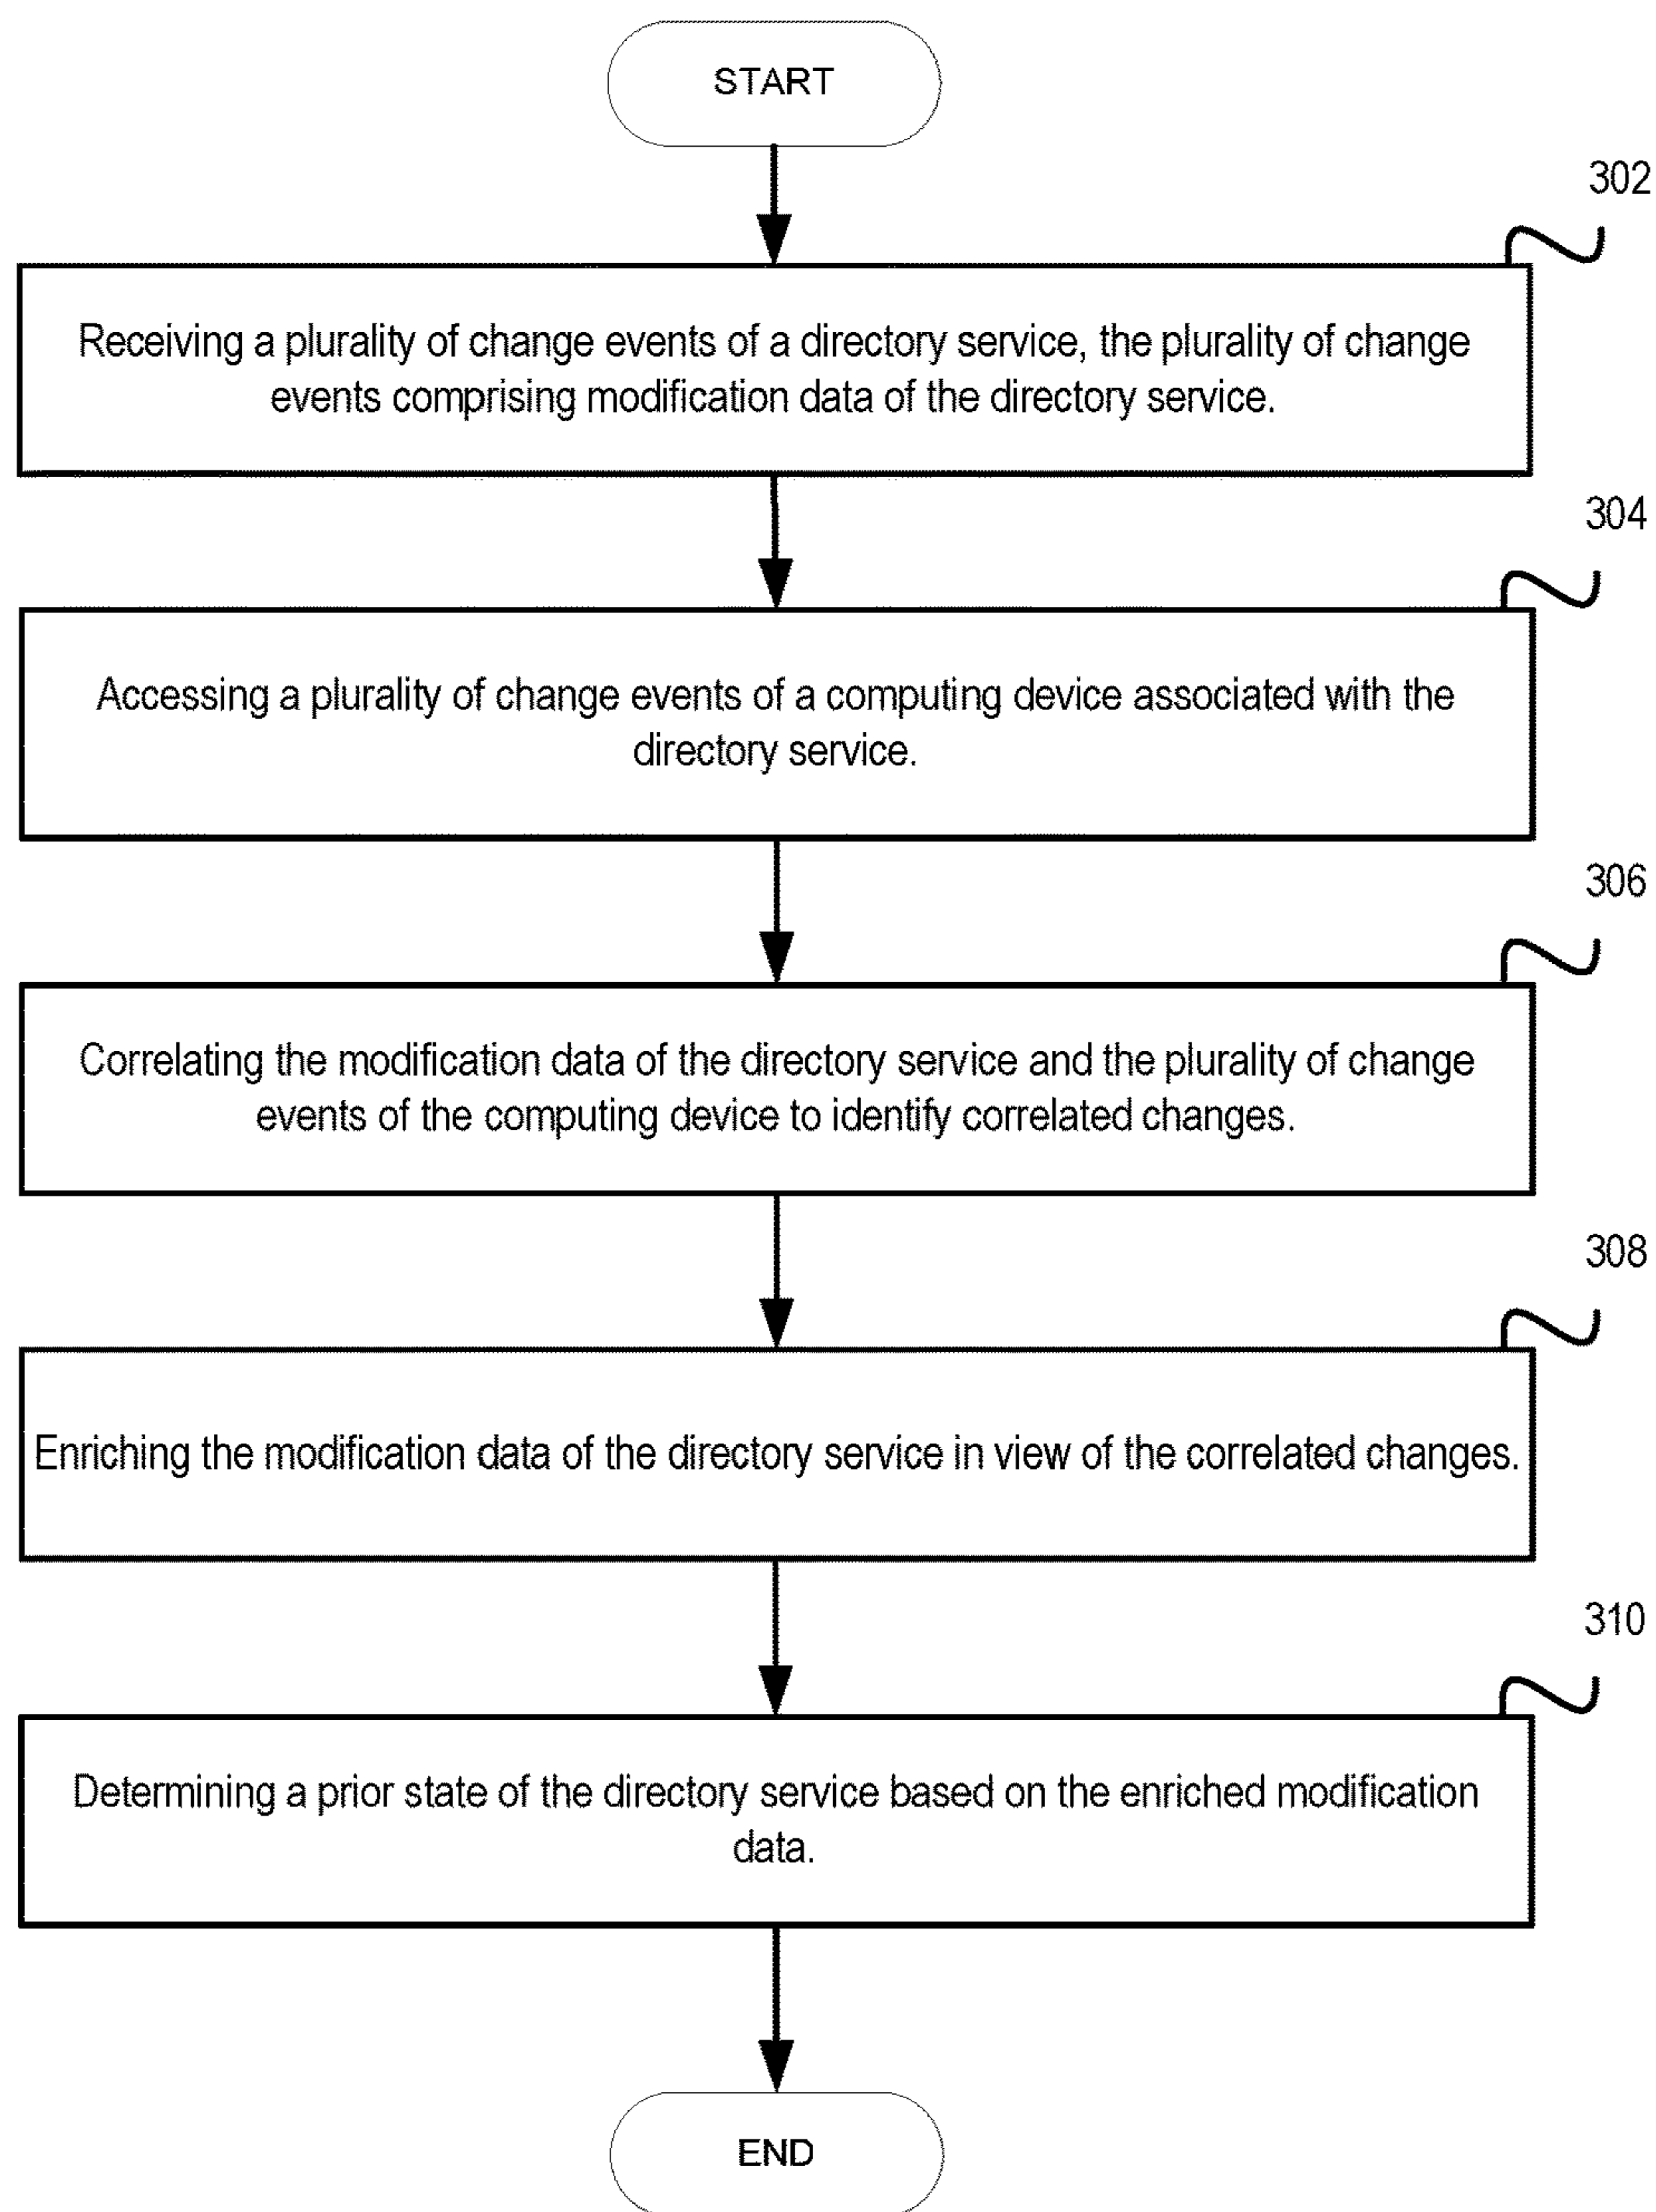 START
302
Receiving a plurality of change events of a directory service, the plurality of change
events comprising modification data of the directory service.
304
Accessing a plurality of change events of a computing device associated with the
directory service.
306
Correlating the modification data of the directory service and the plurality of change
events of the computing device to identify correlated changes.
308
Enriching the modification data of the directory service in view of the correlated changes.
310
Determining a prior state of the directory service based on the enriched modification
data.
END